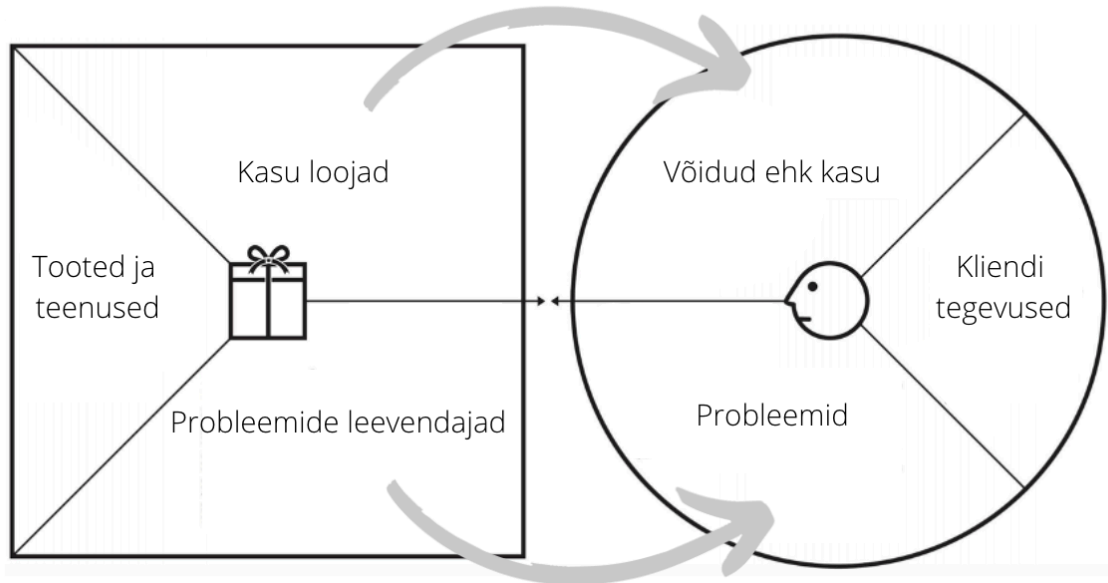 Kasu loojad
Võidud ehk kasu
Tooted ja
teenused
Kliendi
tegevused
Probleemide leevendajad
Probleemid